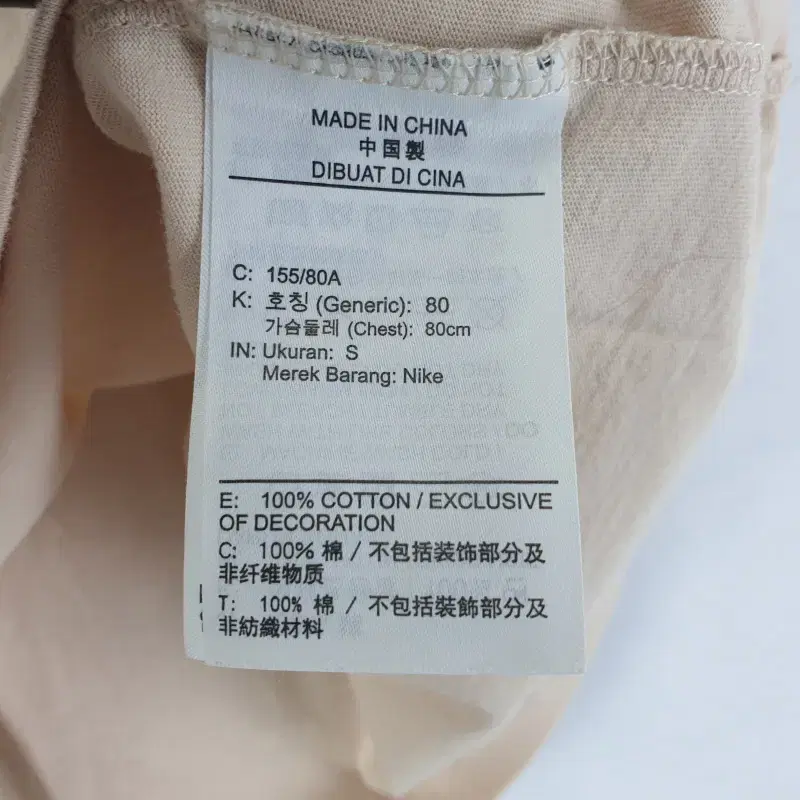 MADE IN CHINA
中国製
DIBUAT DI CINA
C: 155/80A
K: 호칭 (Generic): 80
가슴둘레 (Chest): 80cm
IN: Ukuran: S
Merek Barang: Nike
E: 100% COTTON / EXCLUSIVE
OF DECORATION
C: 100% 棉 / 不包括装饰部分及
非纤维物质
T: 100% 棉 / 不包括裝飾部分及
非紡織材料